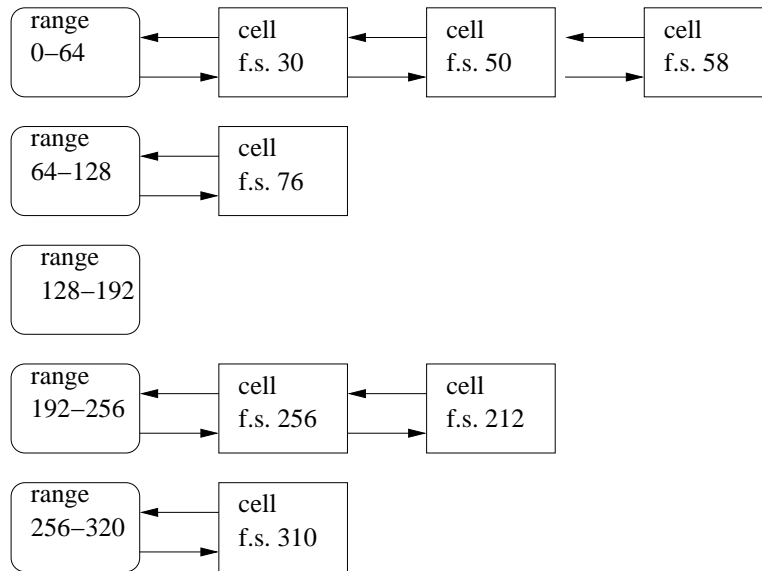 range
0–64
cell
f.s. 30
cell
f.s. 50
cell
f.s. 58
range
64–128
cell
f.s. 76
range
128–192
range
192–256
cell
f.s. 256
cell
f.s. 212
range
256–320
cell
f.s. 310